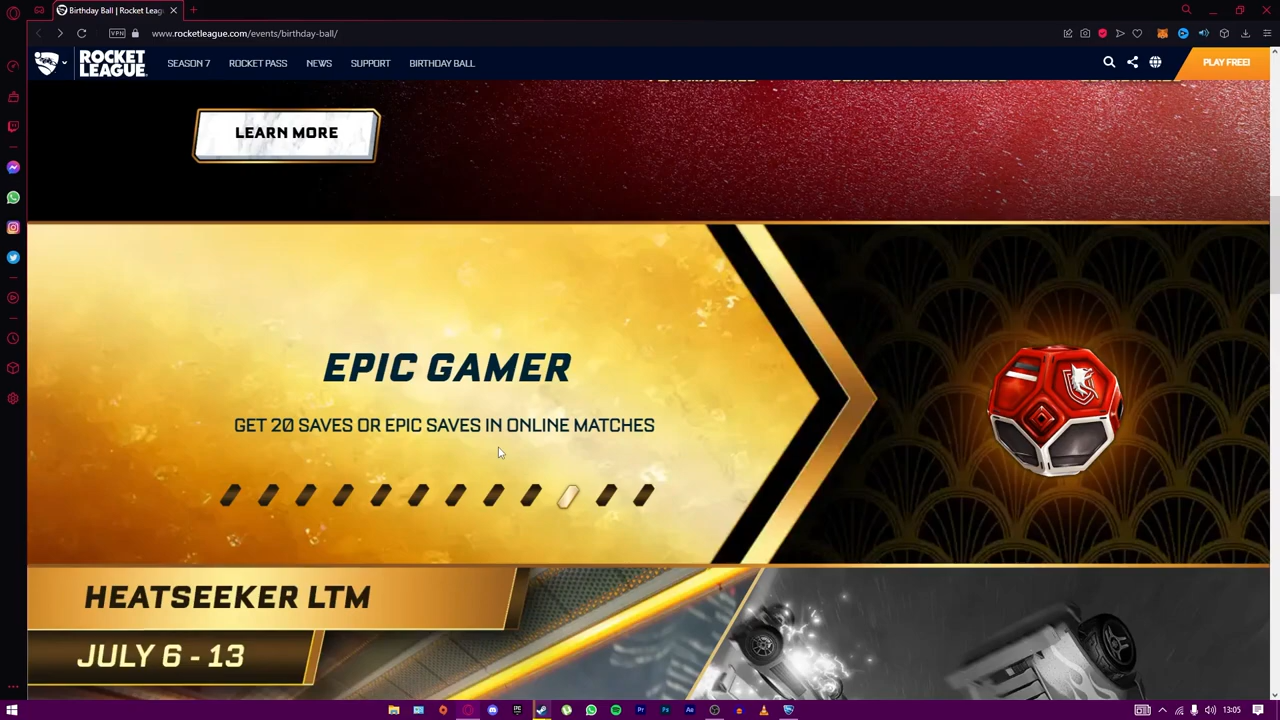 Birthday Ball | Rocket Leag
VPN
www.rocketleague.com/events/birthday-ball/
ROCKET
LEAGUE
SEASON 7
ROCKET PASS
NEWS
SUPPORT
BIRTHDAY BALL
PLAY FREE!
LEARN MORE
EPIC GAMER
GET 20 SAVES OR EPIC SAVES IN ONLINE MATCHES
HEATSEEKER LTM
JULY 6 - 13
13:05